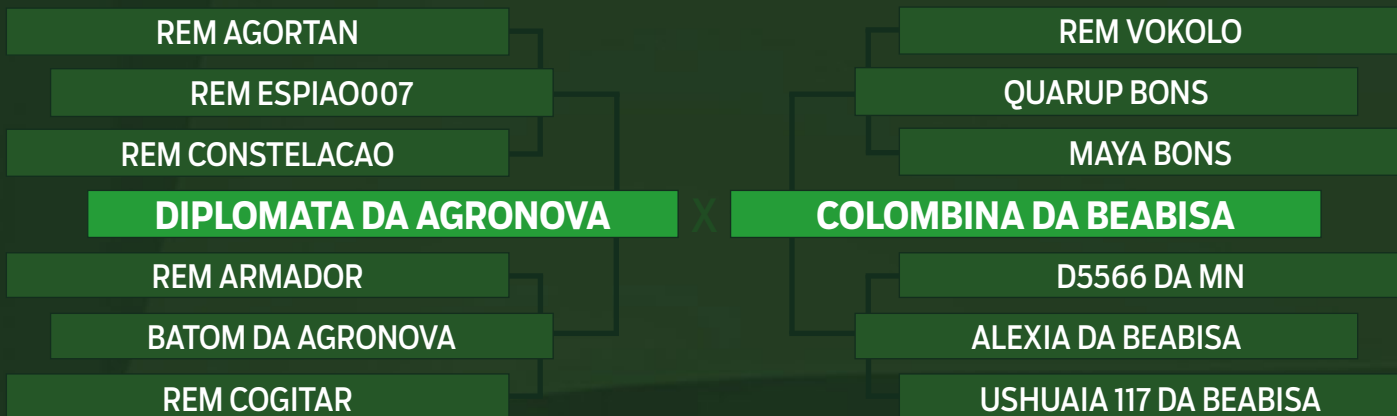 REM AGORTAN
REM ESPIAO007
REM CONSTELACAO
DIPLOMATA DA AGRONOVA
REM ARMADOR
BATOM DA AGRONOVA
REM COGITAR
X
REM VOKOLO
QUARUP BONS
MAYA BONS
COLOMBINA DA BEABISA
D5566 DA MN
ALEXIA DA BEABISA
USHUAIA 117 DA BEABISA